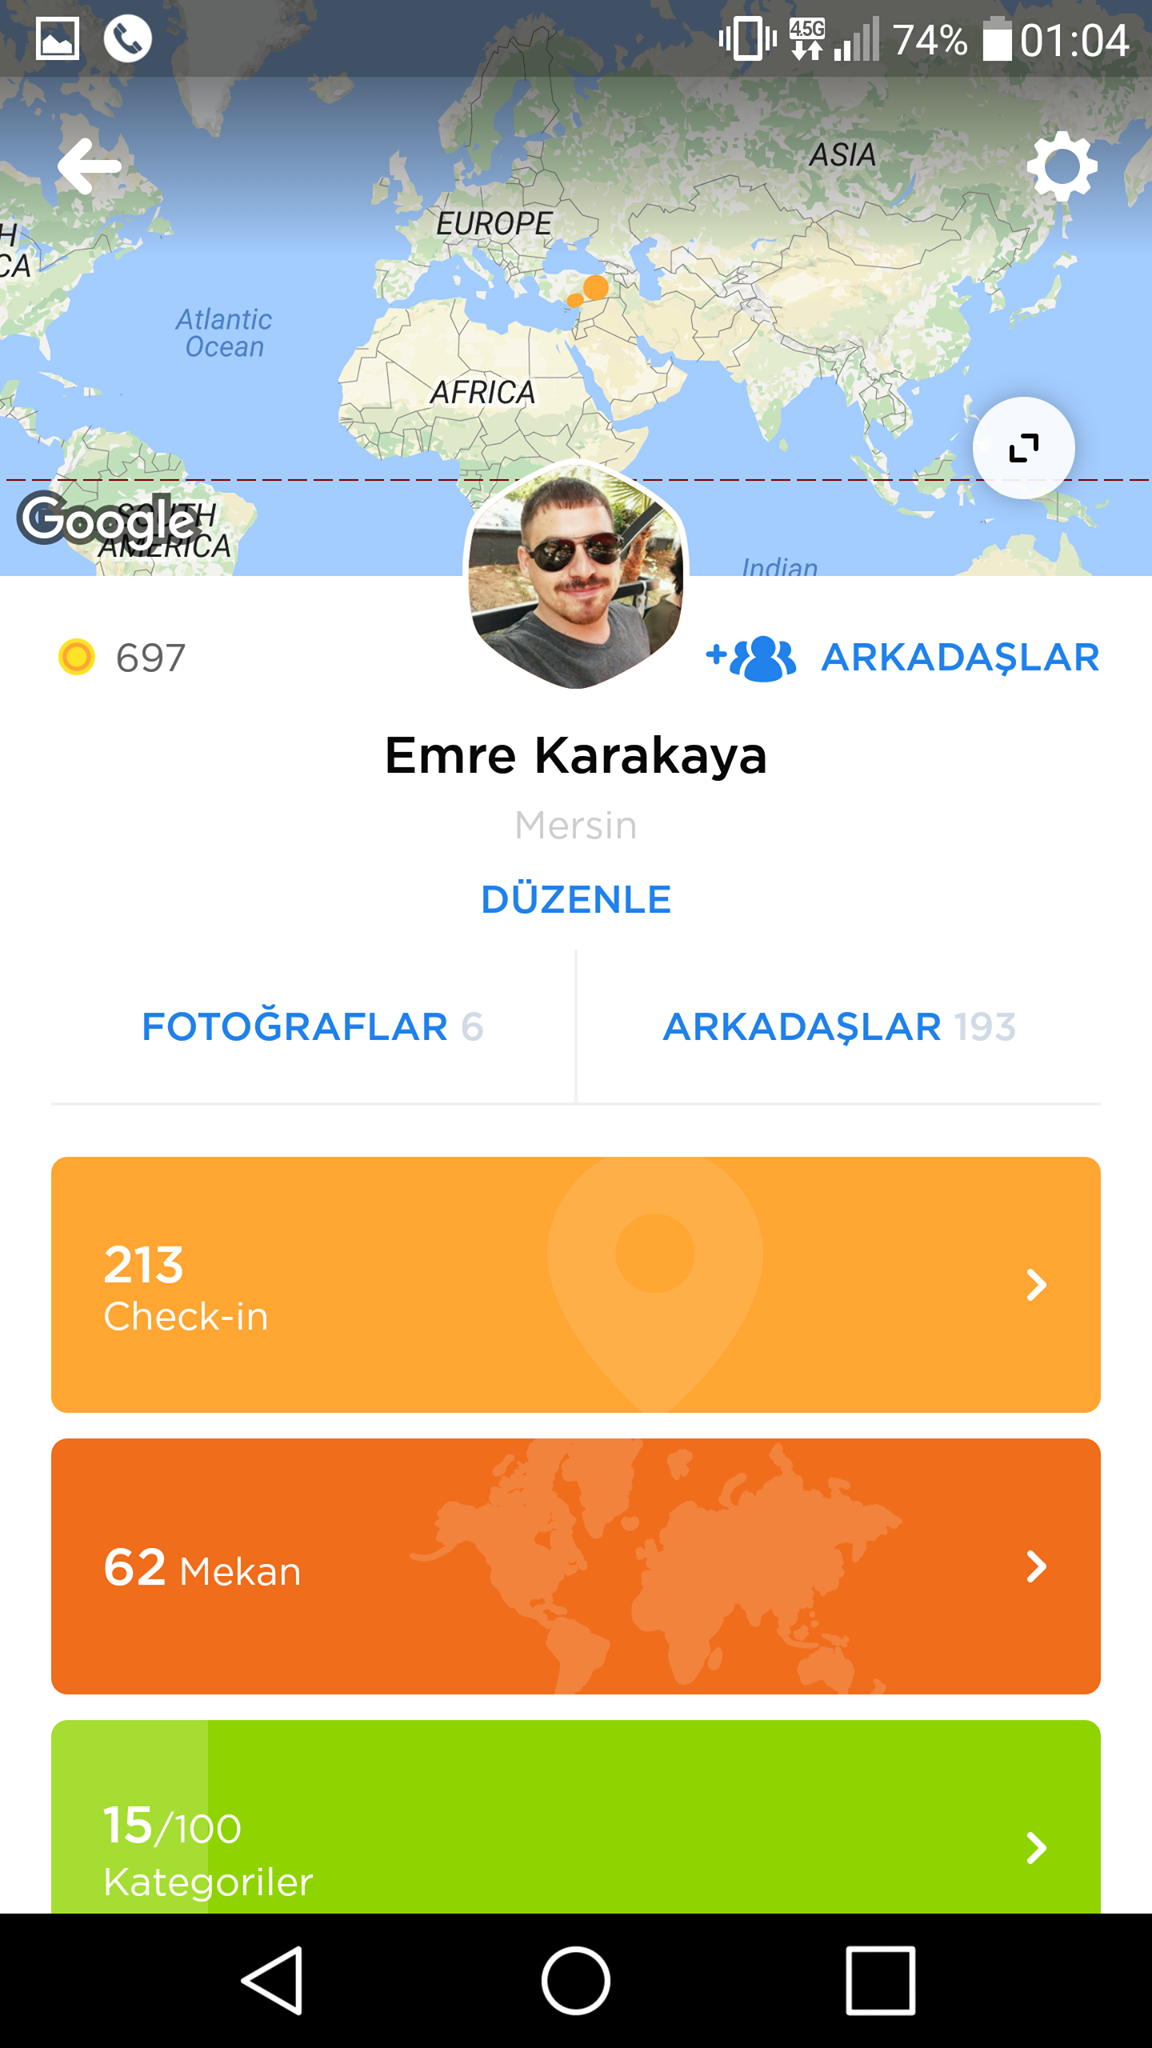 4.5G 74% 01:04
ASIA
EUROPE
H
CA
Atlantic
Ocean
AFRICA
Google
SOUTH
AMERICA
Indian
697
+ ARKADAŞLAR
Emre Karakaya
Mersin
DÜZENLE
FOTOĞRAFLAR 6
ARKADAŞLAR 193
213
Check-in
62 Mekan
15/100
Kategoriler